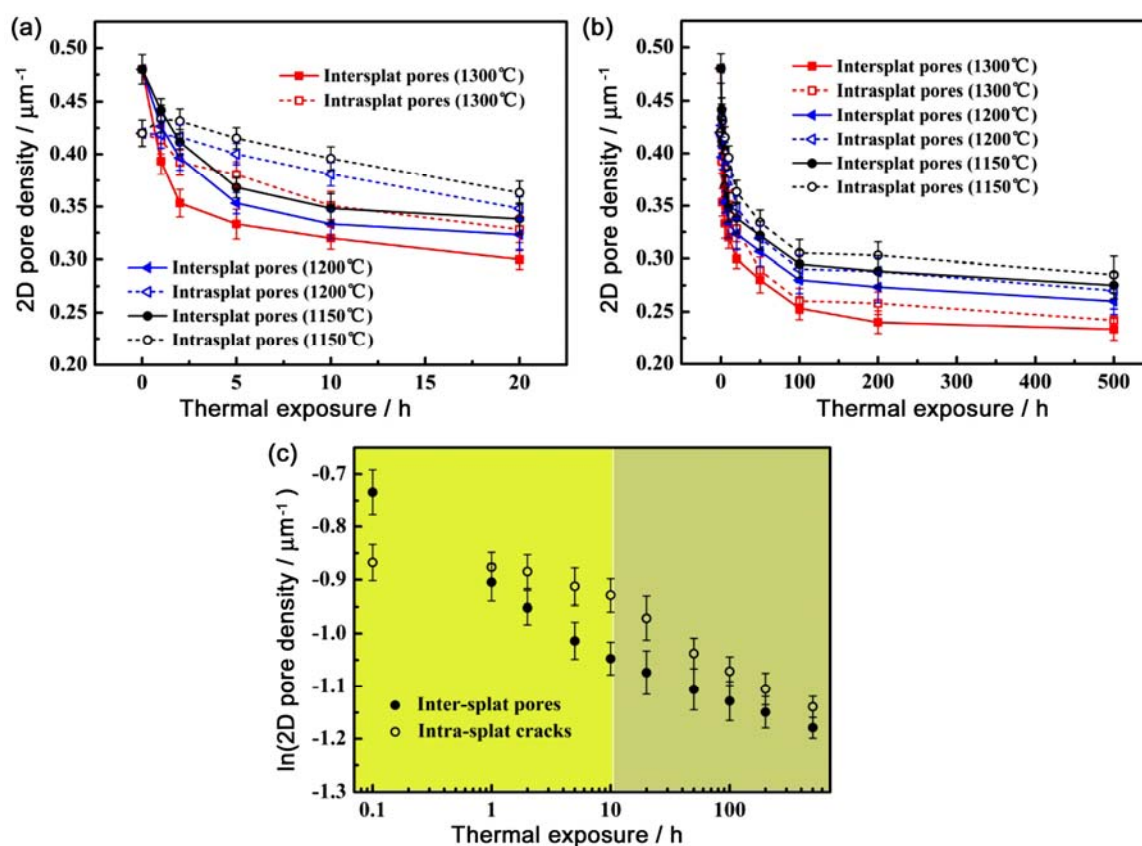 (a)
0.50
0.45
0.40
0.35
0.30
0.25
0.20
2D pore density / μm⁻¹
Intersplat pores (1300℃)
Intrasplat pores (1300℃)
Intersplat pores (1200℃)
Intrasplat pores (1200℃)
Intersplat pores (1150℃)
Intrasplat pores (1150℃)
0 5 10 15 20
Thermal exposure / h
(b)
0.50
0.45
0.40
0.35
0.30
0.25
0.20
2D pore density / μm⁻¹
Intersplat pores (1300℃)
Intrasplat pores (1300℃)
Intersplat pores (1200℃)
Intrasplat pores (1200℃)
Intersplat pores (1150℃)
Intrasplat pores (1150℃)
0 100 200 300 400 500
Thermal exposure / h
(c)
-0.7
-0.8
-0.9
-1.0
-1.1
-1.2
-1.3
ln(2D pore density / μm⁻¹ )
Inter-splat pores
Intra-splat cracks
0.1 1 10 100
Thermal exposure / h